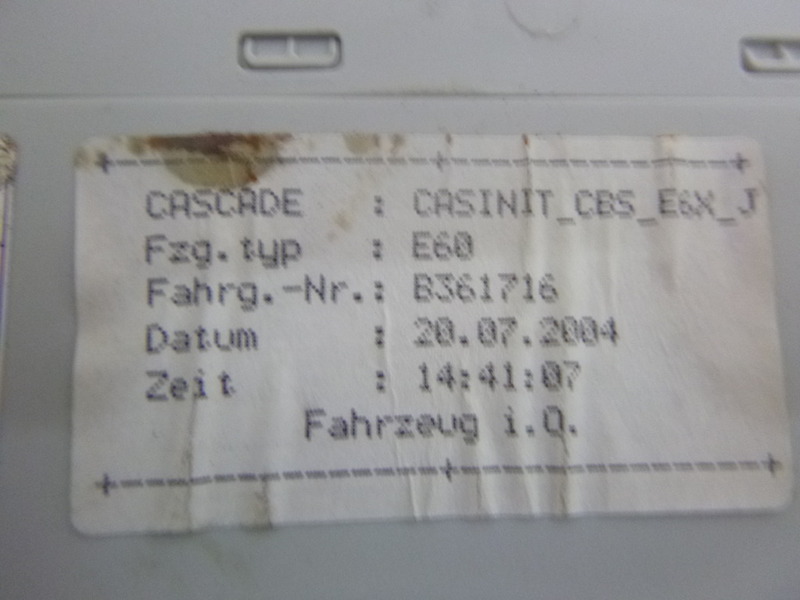 CASCADE : CASINIT_CBS_E6X_J
Fzg.typ : E60
Fahrg.-Nr.: B361716
Datum : 20.07.2004
Zeit : 14:41:07
Fahrzeug i.O.